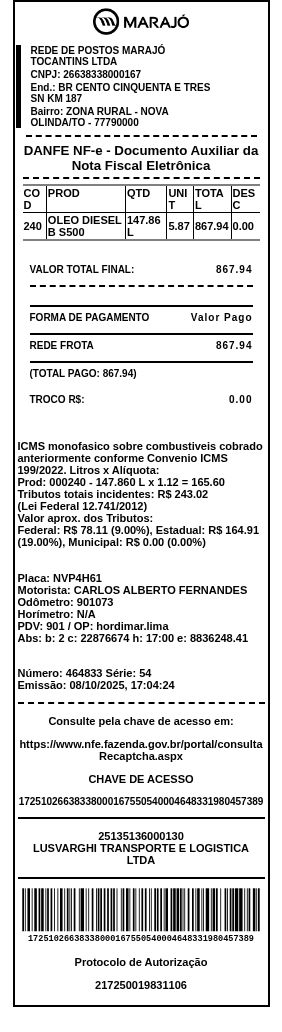 MARAJÓ
REDE DE POSTOS MARAJÓ
TOCANTINS LTDA
CNPJ: 26638338000167
End.: BR CENTO CINQUENTA E TRES
SN KM 187
Bairro: ZONA RURAL - NOVA
OLINDA/TO - 77790000
DANFE NF-e - Documento Auxiliar da
Nota Fiscal Eletrônica
COD PROD QTD UNIT TOTAL DESC
240 OLEO DIESEL B S500 147.86 L 5.87 867.94 0.00
VALOR TOTAL FINAL: 867.94
FORMA DE PAGAMENTO Valor Pago
REDE FROTA 867.94
(TOTAL PAGO: 867.94)
TROCO R$: 0.00
ICMS monofasico sobre combustiveis cobrado
anteriormente conforme Convenio ICMS
199/2022. Litros x Alíquota:
Prod: 000240 - 147.860 L x 1.12 = 165.60
Tributos totais incidentes: R$ 243.02
(Lei Federal 12.741/2012)
Valor aprox. dos Tributos:
Federal: R$ 78.11 (9.00%), Estadual: R$ 164.91
(19.00%), Municipal: R$ 0.00 (0.00%)
Placa: NVP4H61
Motorista: CARLOS ALBERTO FERNANDES
Odômetro: 901073
Horímetro: N/A
PDV: 901 / OP: hordimar.lima
Abs: b: 2 c: 22876674 h: 17:00 e: 8836248.41
Número: 464833 Série: 54
Emissão: 08/10/2025, 17:04:24
Consulte pela chave de acesso em:
https://www.nfe.fazenda.gov.br/portal/consulta
Recaptcha.aspx
CHAVE DE ACESSO
17251026638338000167550540004648331980457389
25135136000130
LUSVARGHI TRANSPORTE E LOGISTICA
LTDA
17251026638338000167550540004648331980457389
Protocolo de Autorização
217250019831106